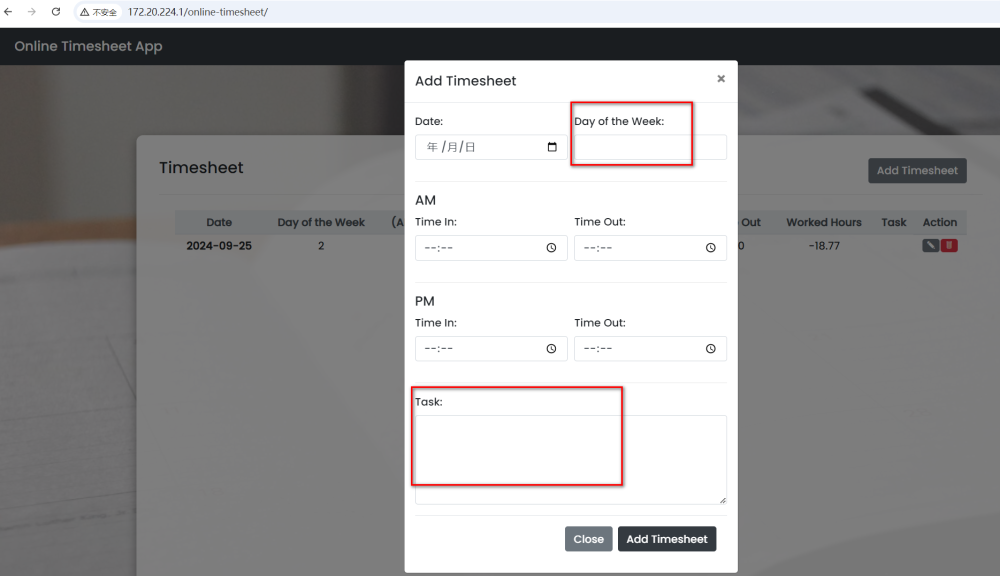 不安全 172.20.224.1/online-timesheet/
Online Timesheet App
Add Timesheet ×
Date: Day of the Week:
年 /月/日
Timesheet
Add Timesheet
AM
Date Day of the Week (A Out Worked Hours Task Action
Time In: Time Out:
2024-09-25 2 0 -18.77
--:-- --:--
PM
Time In: Time Out:
--:-- --:--
Task:
Close Add Timesheet